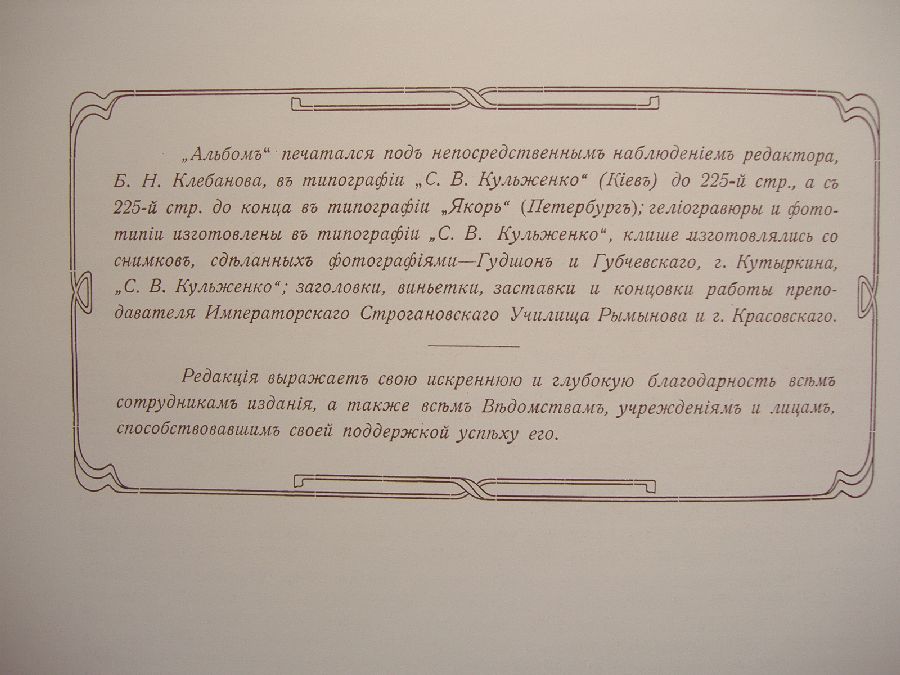 „Альбомъ“ печатался подъ непосредственнымъ наблюденіемъ редактора,
Б. Н. Клебанова, въ типографіи „С. В. Кульженко“ (Кіевъ) до 225-й стр., а съ
225-й стр. до конца въ типографіи „Якорь“ (Петербургъ); геліогравюры и фото-
типіи изготовлены въ типографіи „С. В. Кульженко“, клише изготовлялись со
снимковъ, сдѣланныхъ фотографіями—Гудшонъ и Губчевскаго, г. Кутыркина,
„С. В. Кульженко“; заголовки, виньетки, заставки и концовки работы препо-
давателя Императорскаго Строгановскаго Училища Рымынова и г. Красовскаго.
Редакція выражаетъ свою искреннюю и глубокую благодарность всѣмъ
сотрудникамъ изданія, а также всѣмъ Вѣдомствамъ, учрежденіямъ и лицамъ,
способствовавшимъ своей поддержкой успѣху его.